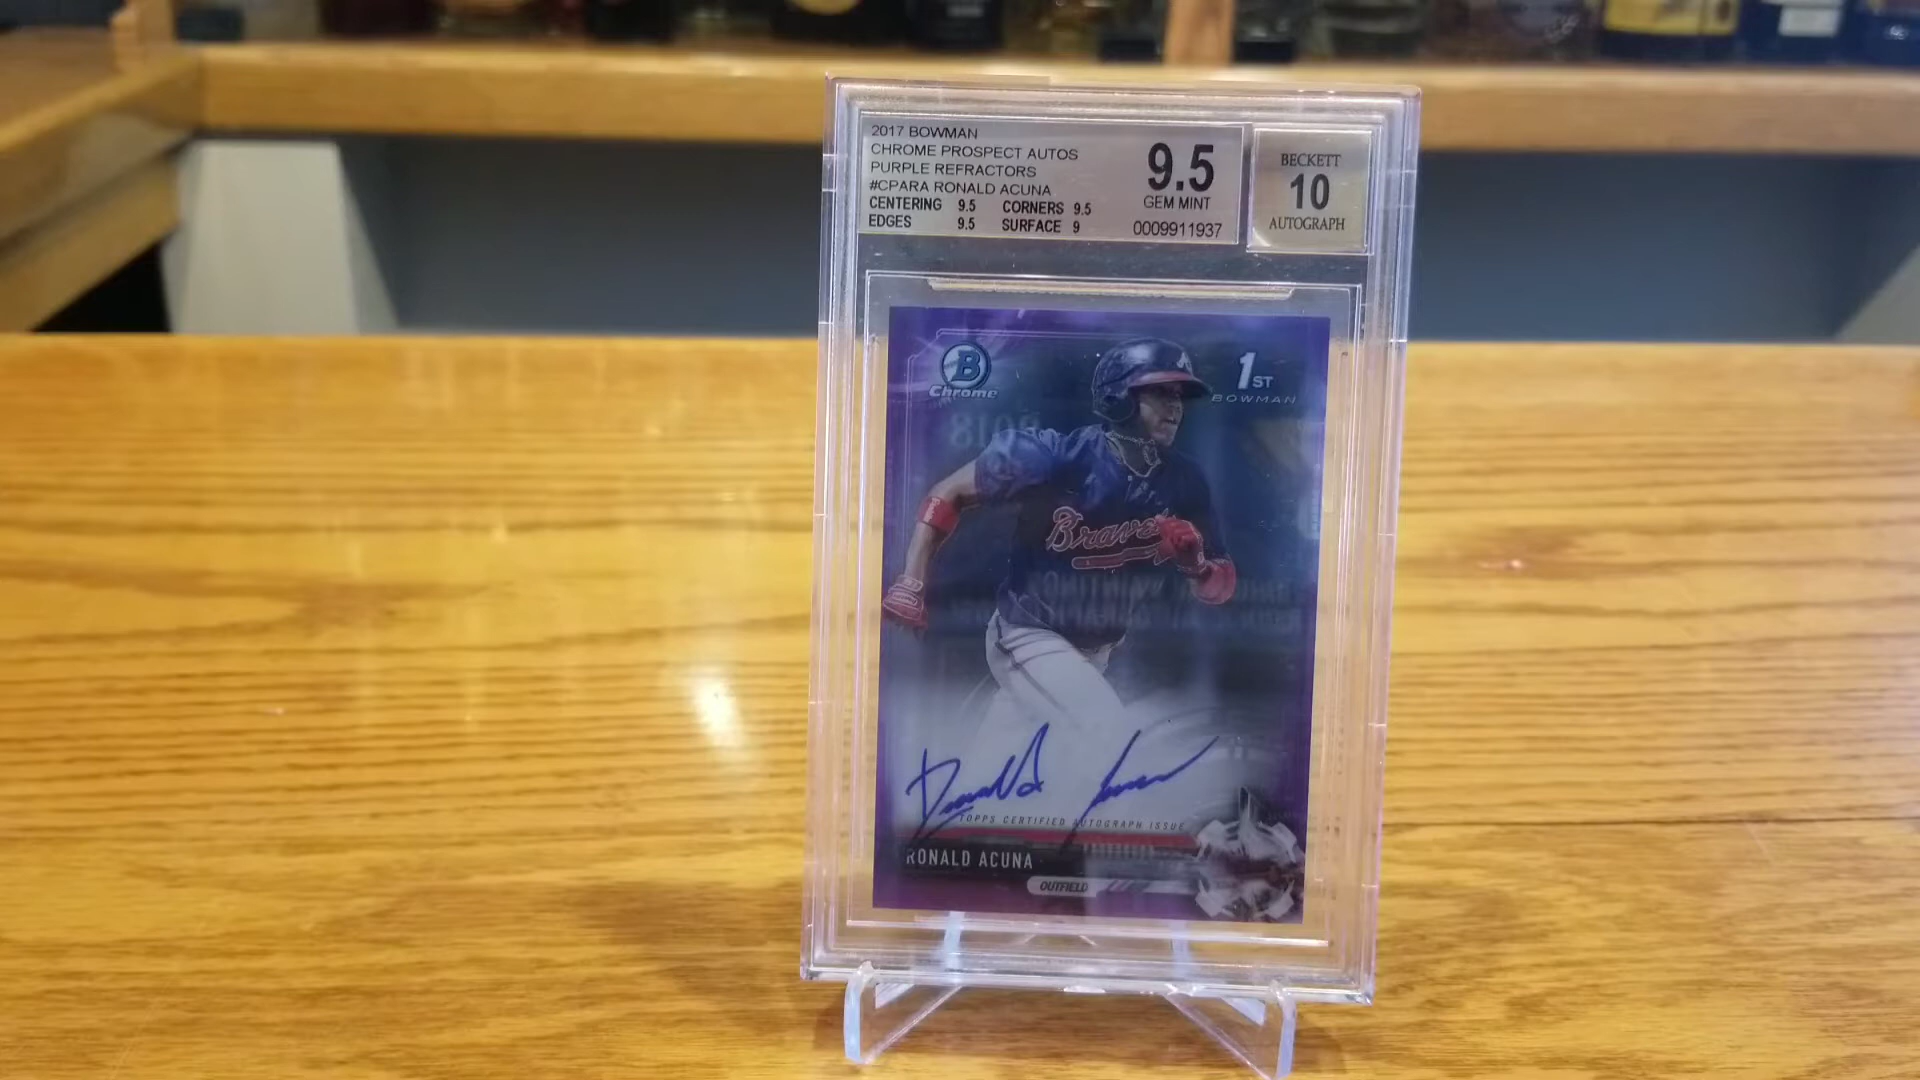 2017 BOWMAN
CHROME PROSPECT AUTOS
PURPLE REFRACTORS
#CPARA RONALD ACUNA
CENTERING 9.5 CORNERS 9.5
EDGES 9.5 SURFACE 9
9.5
GEM MINT
0009911937
BECKETT
10
AUTOGRAPH
B
Chrome
1ST
BOWMAN
A
Braves
Ronald Acuna
TOPPS CERTIFIED AUTOGRAPH ISSUE
RONALD ACUNA
OUTFIELD